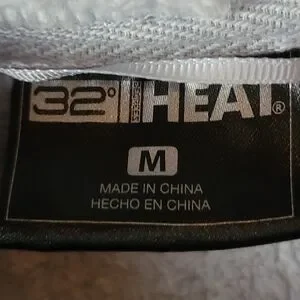 32° HEAT®
M
MADE IN CHINA
HECHO EN CHINA